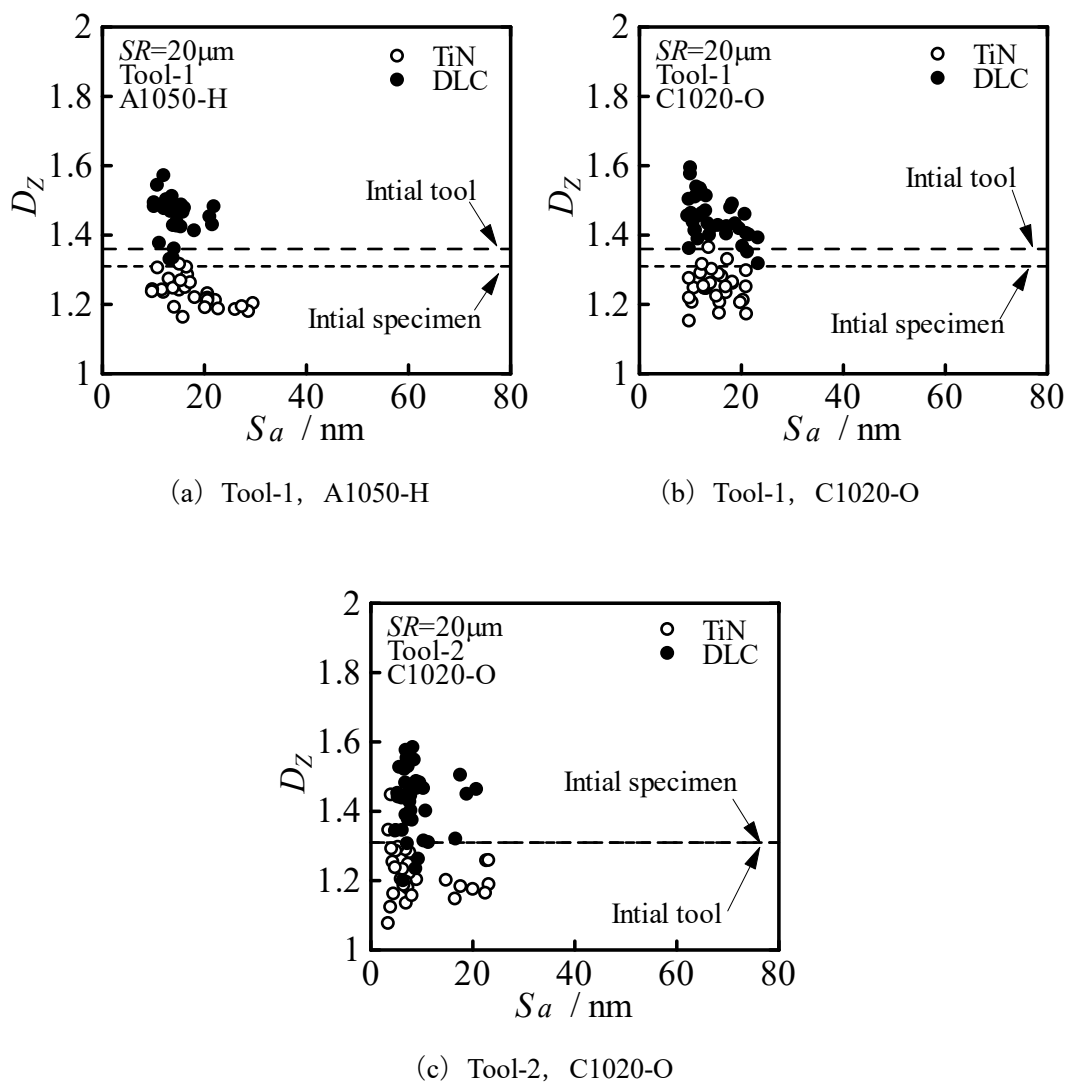 2
1.8
1.6
1.4
1.2
1
D_Z
SR=20μm
Tool-1
A1050-H
TiN
DLC
Intial tool
Intial specimen
0 20 40 60 80
Sa / nm
(a) Tool-1, A1050-H
2
1.8
1.6
1.4
1.2
1
D_Z
SR=20μm
Tool-1
C1020-O
TiN
DLC
Intial tool
Intial specimen
0 20 40 60 80
Sa / nm
(b) Tool-1, C1020-O
2
1.8
1.6
1.4
1.2
1
D_Z
SR=20μm
Tool-2
C1020-O
TiN
DLC
Intial specimen
Intial tool
0 20 40 60 80
Sa / nm
(c) Tool-2, C1020-O